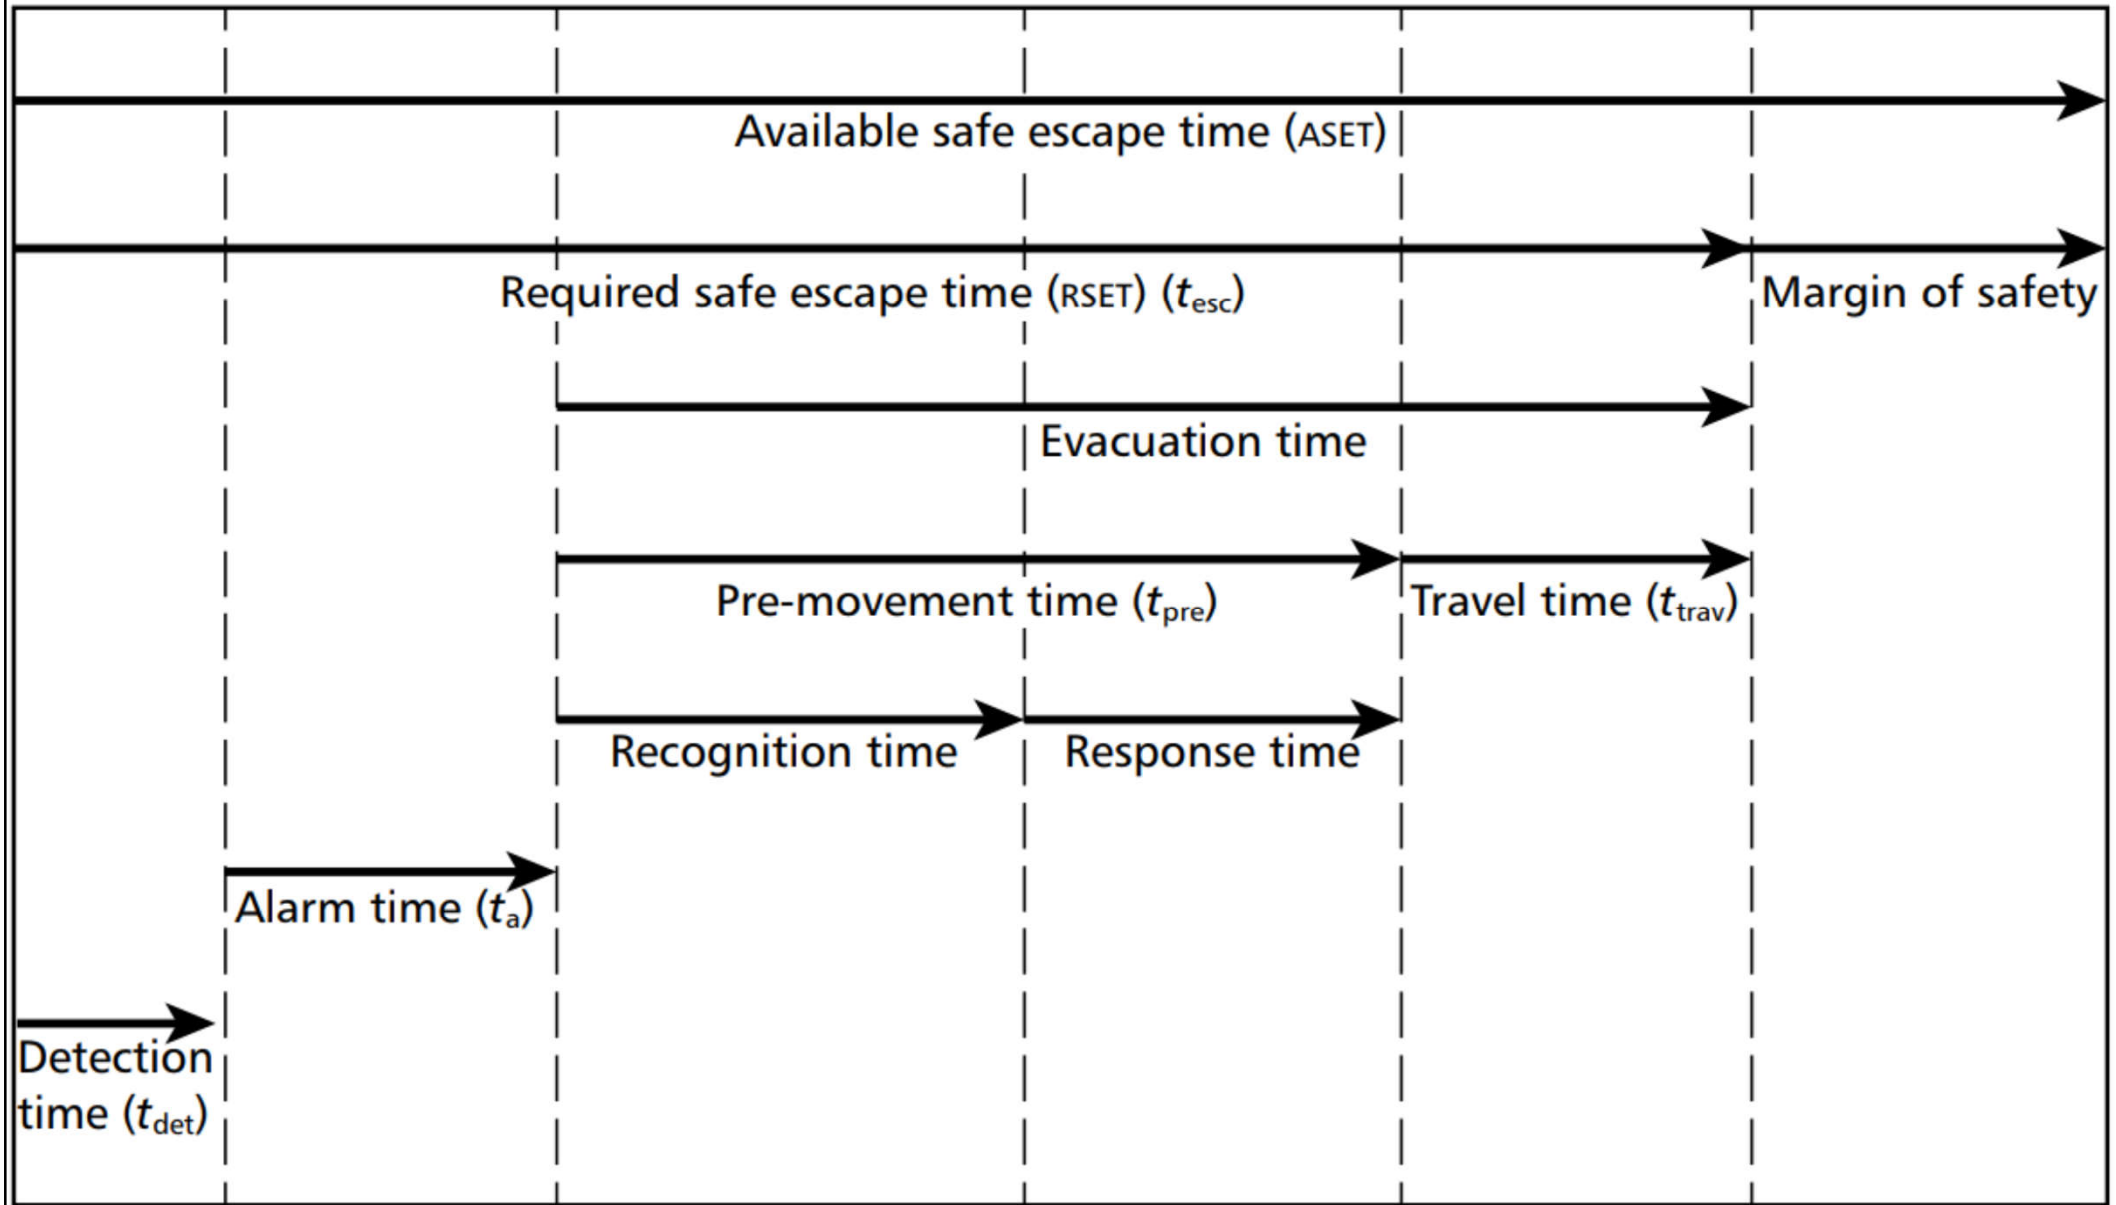 Available safe escape time (ASET)
Required safe escape time (RSET) (tesc)
Margin of safety
Evacuation time
Pre-movement time (tpre)
Travel time (ttrav)
Recognition time
Response time
Alarm time (ta)
Detection
time (tdet)